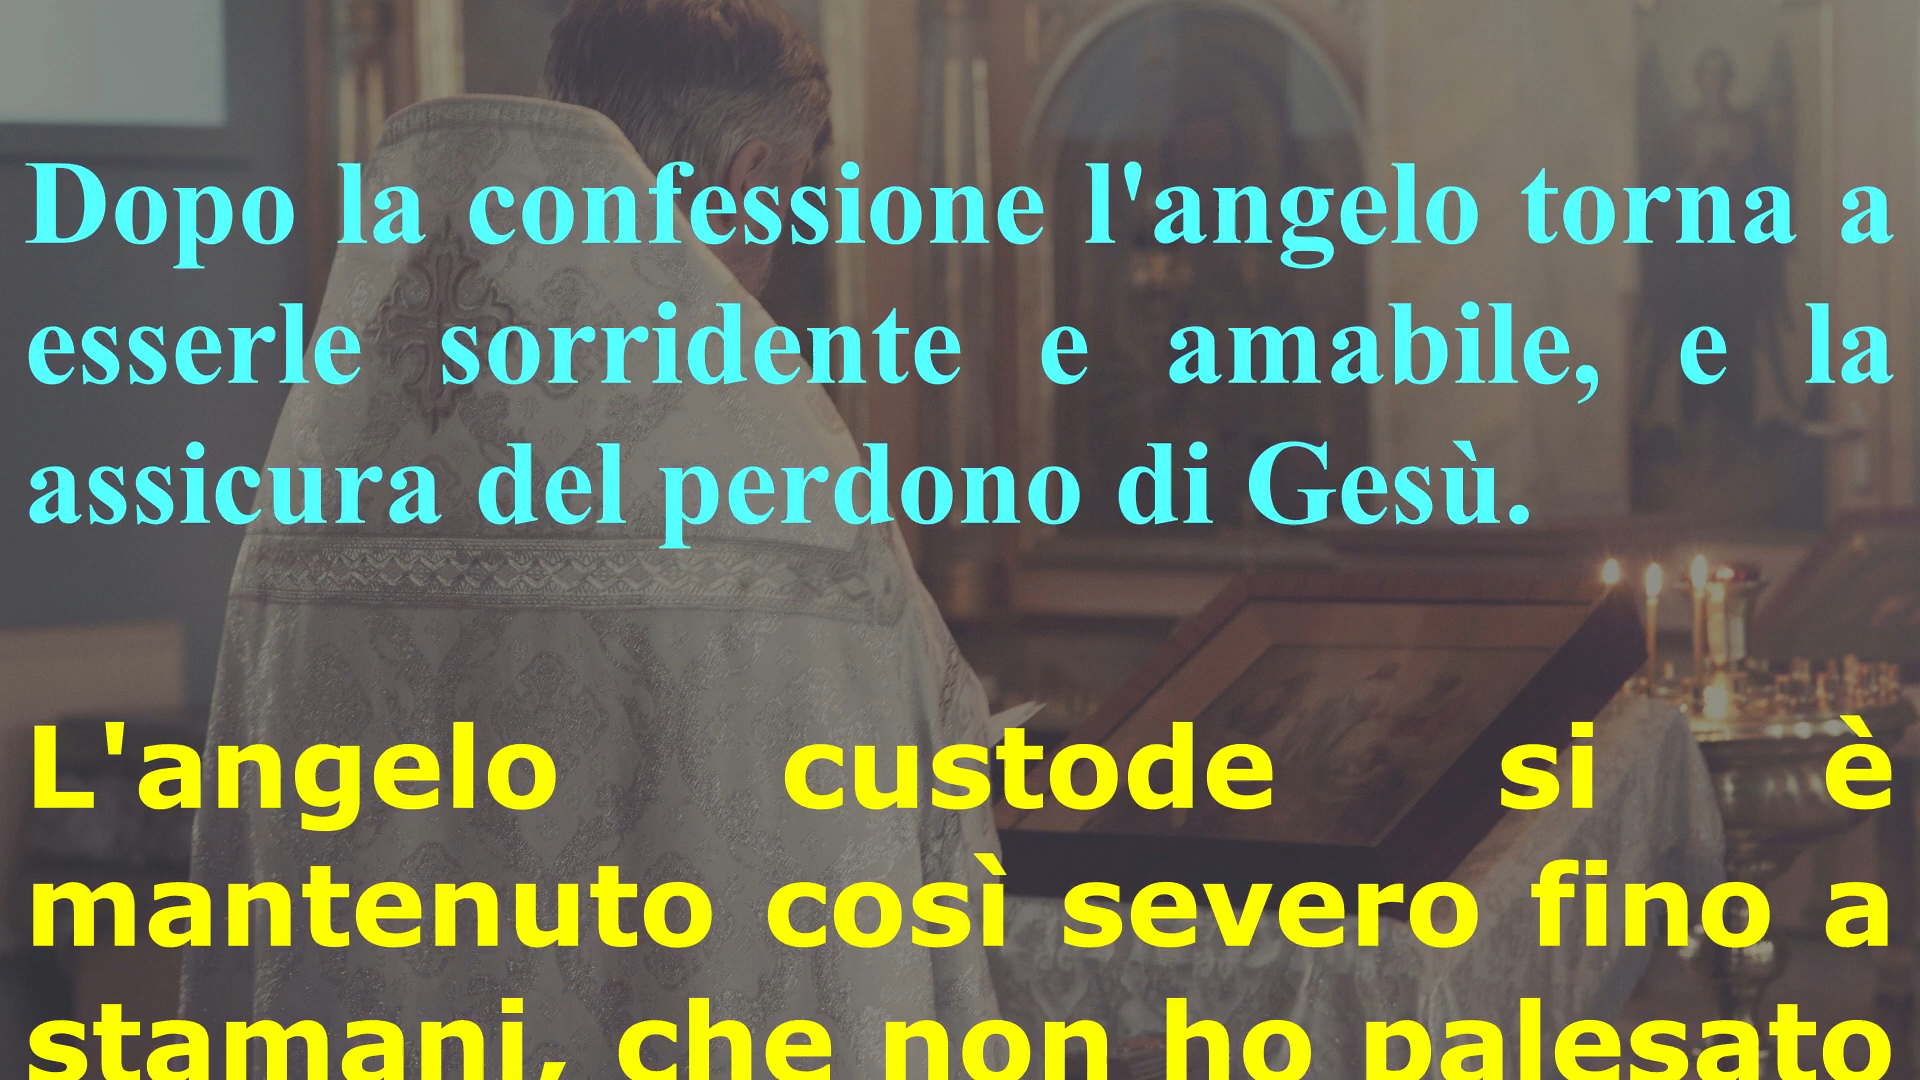 Dopo la confessione l'angelo torna a
esserle sorridente e amabile, e la
assicura del perdono di Gesù.
L'angelo custode si è
mantenuto così severo fino a
stamani, che non ho palesato